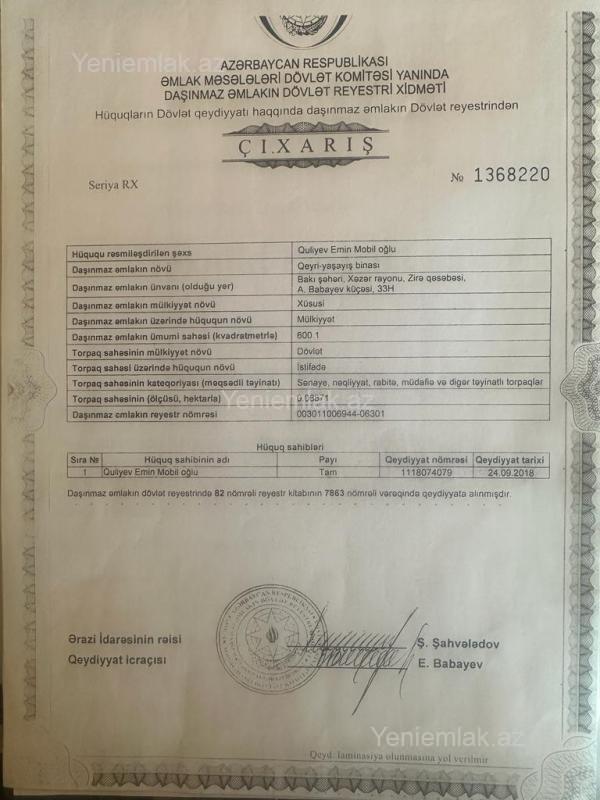 Yeniemlak.az
AZƏRBAYCAN RESPUBLİKASI
ƏMLAK MƏSƏLƏLƏRİ DÖVLƏT KOMİTƏSİ YANINDA
DAŞINMAZ ƏMLAKIN DÖVLƏT REYESTRİ XİDMƏTİ
Hüquqların Dövlət qeydiyyatı haqqında daşınmaz əmlakın Dövlət reyestrindən
ÇIXARIŞ
Seriya RX № 1368220
Hüququ rəsmiləşdirilən şəxs Quliyev Emin Mobil oğlu
Daşınmaz əmlakın növü Qeyri-yaşayış binası
Daşınmaz əmlakın ünvanı (olduğu yer) Bakı şəhəri, Xəzər rayonu, Zirə qəsəbəsi,
A. Babayev küçəsi, 33H
Daşınmaz əmlakın mülkiyyət növü Xüsusi
Daşınmaz əmlakın üzərində hüququn növü Mülkiyyət
Daşınmaz əmlakın ümumi sahəsi (kvadratmetrlə) 600.1
Torpaq sahəsinin mülkiyyət növü Dövlət
Torpaq sahəsi üzərində hüququn növü İstifadə
Torpaq sahəsinin kateqoriyası (məqsədli təyinatı) Sənaye, nəqliyyat, rabitə, müdafiə və digər təyinatlı torpaqlar
Torpaq sahəsinin (ölçüsü, hektarla)
Yeniemlak.az
Daşınmaz əmlakın reyestr nömrəsi 003011006944-06301
Hüquq sahibləri
Sıra № Hüquq sahibinin adı Payı Qeydiyyat nömrəsi Qeydiyyat tarixi
1 Quliyev Emin Mobil oğlu Tam 1118074079 24.09.2018
Daşınmaz əmlakın dövlət reyestrində 82 nömrəli reyestr kitabının 7863 nömrəli vərəqində qeydiyyata alınmışdır.
Ərazi İdarəsinin rəisi Ş. Şahvələdov
Qeydiyyat icraçısı E. Babayev
Yeniemlak.az
Qeyd: laminasiya olunmasına yol verilmir